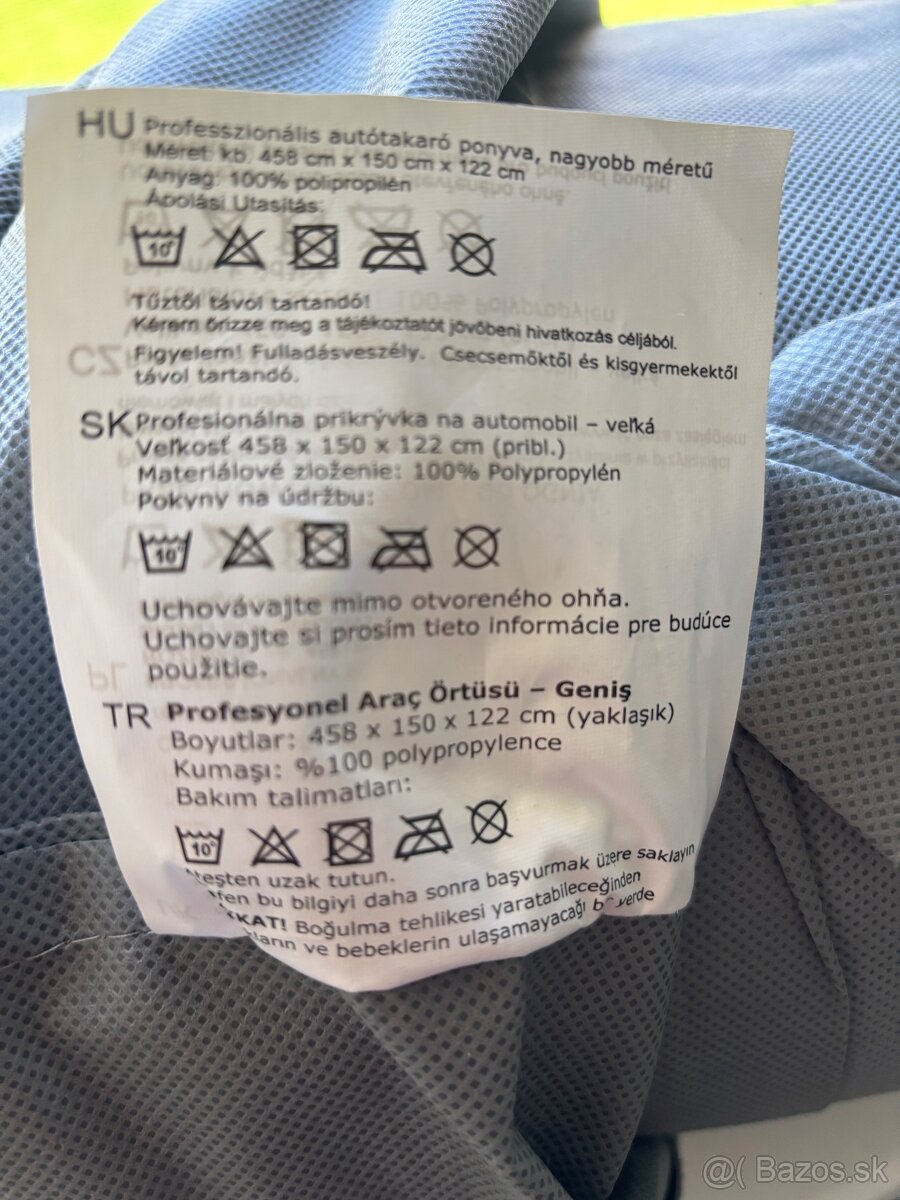 HU Professzionális autótakaró ponyva, nagyobb méretű
Méret: kb. 458 cm x 150 cm x 122 cm
Anyag: 100% polipropilén
Ápolási Utasítás:
10°
Tűztől távol tartandó!
Kérem őrizze meg a tájékoztatót jövőbeni hivatkozás céljából.
Figyelem! Fulladásveszély. Csecsemőktől és kisgyermekektől
távol tartandó.
SK Profesionálna prikrývka na automobil – veľká
Veľkosť 458 x 150 x 122 cm (pribl.)
Materiálové zloženie: 100% Polypropylén
Pokyny na údržbu:
10°
Uchovávajte mimo otvoreného ohňa.
Uchovajte si prosím tieto informácie pre budúce
použitie.
TR Profesyonel Araç Örtüsü – Geniş
Boyutlar: 458 x 150 x 122 cm (yaklaşık)
Kumaşı: %100 polypropylence
Bakım talimatları:
10°
uzak tutun.
bu bilgiyi daha sonra başvurmak üzere saklayın
Boğulma tehlikesi yaratabileceğinden
ve bebeklerin ulaşamayacağı
@( Bazos.sk